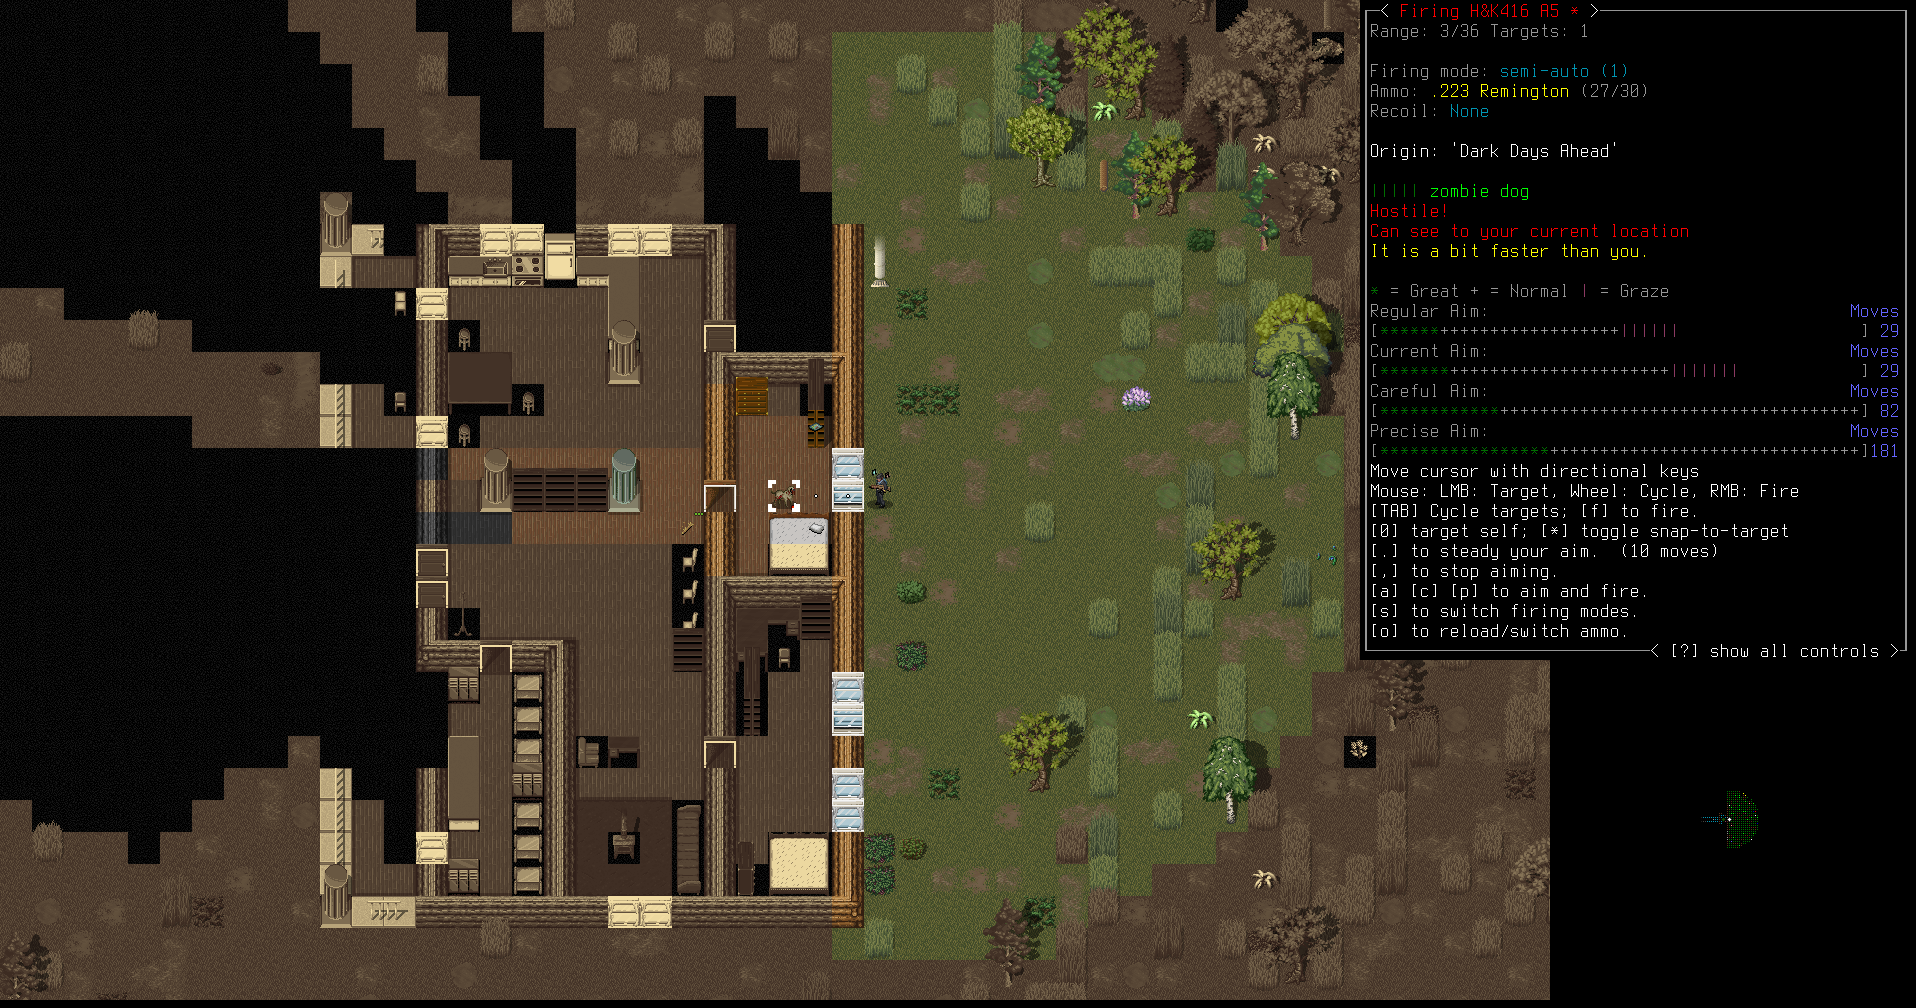 < Firing H&K416 A5 * >
Range: 3/36 Targets: 1
Firing mode: semi-auto (1)
Ammo: .223 Remington (27/30)
Recoil: None
Origin: 'Dark Days Ahead'
||||| zombie dog
Hostile!
Can see to your current location
It is a bit faster than you.
* = Great + = Normal | = Graze
Regular Aim: Moves
[******++++++++++++++++++|||||| ] 29
Current Aim: Moves
[*******++++++++++++++++++++++||||||| ] 29
Careful Aim: Moves
[************++++++++++++++++++++++++++++++++++++] 82
Precise Aim: Moves
[*****************+++++++++++++++++++++++++++++++]181
Move cursor with directional keys
Mouse: LMB: Target, Wheel: Cycle, RMB: Fire
[TAB] Cycle targets; [f] to fire.
[0] target self; [*] toggle snap-to-target
[.] to steady your aim. (10 moves)
[,] to stop aiming.
[a] [c] [p] to aim and fire.
[s] to switch firing modes.
[o] to reload/switch ammo.
< [?] show all controls >